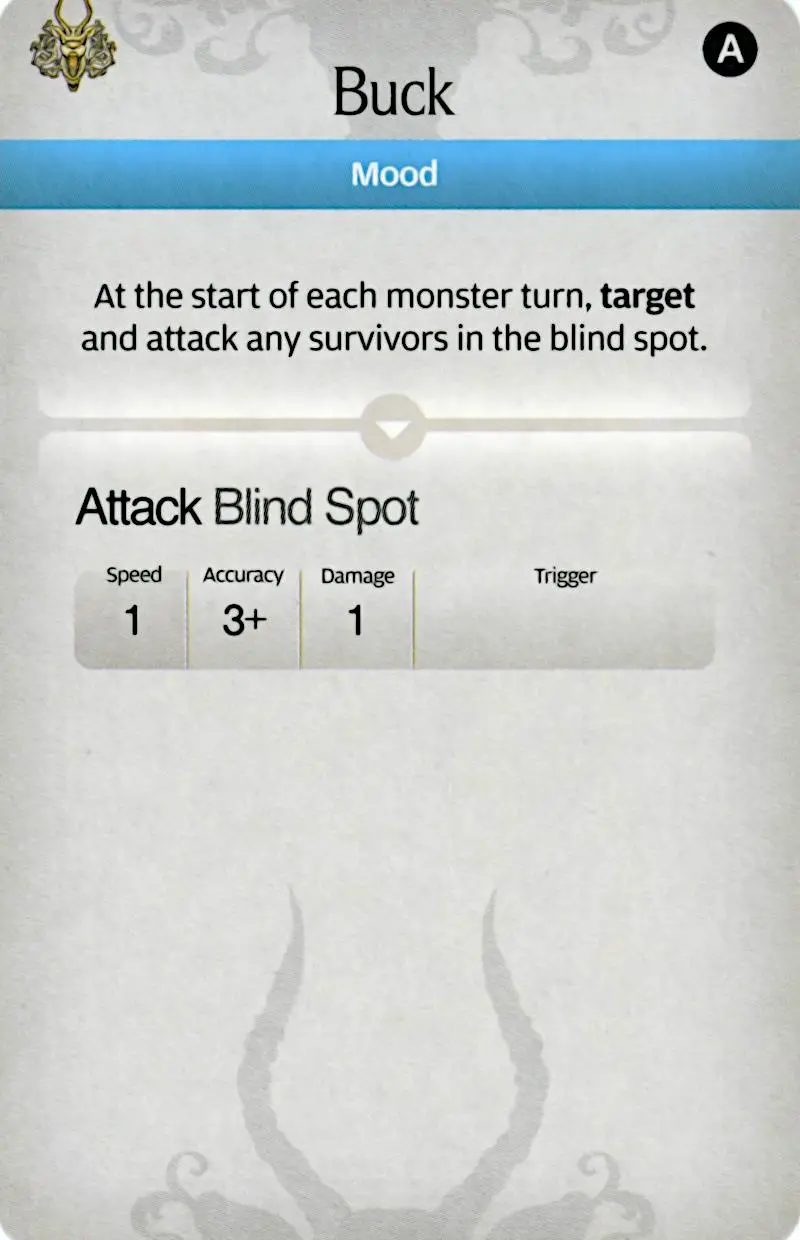 A
Buck
Mood
At the start of each monster turn, target
and attack any survivors in the blind spot.
Attack Blind Spot
Speed Accuracy Damage Trigger
1 3+ 1